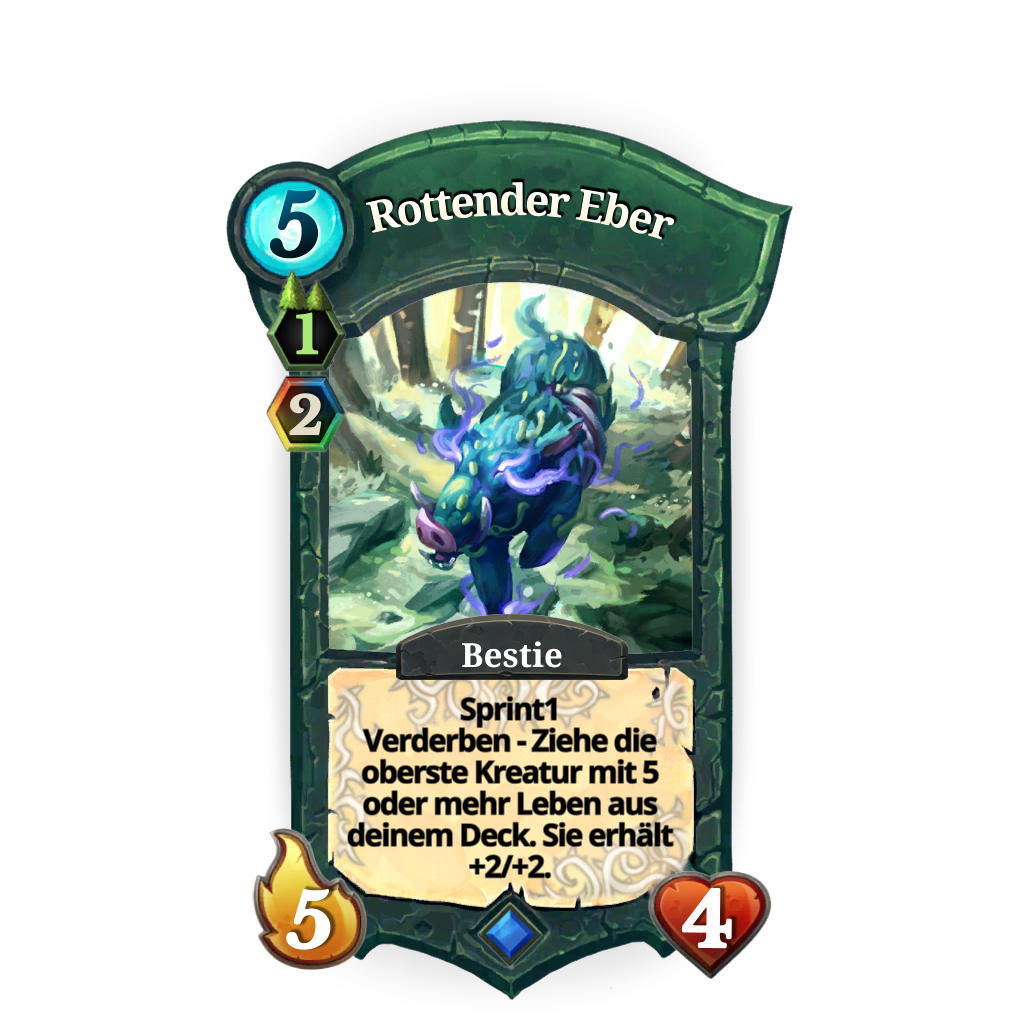 5
Rottender Eber
1
2
Bestie
Sprint1
Verderben - Ziehe die
oberste Kreatur mit 5
oder mehr Leben aus
deinem Deck. Sie erhält
+2/+2.
5
4